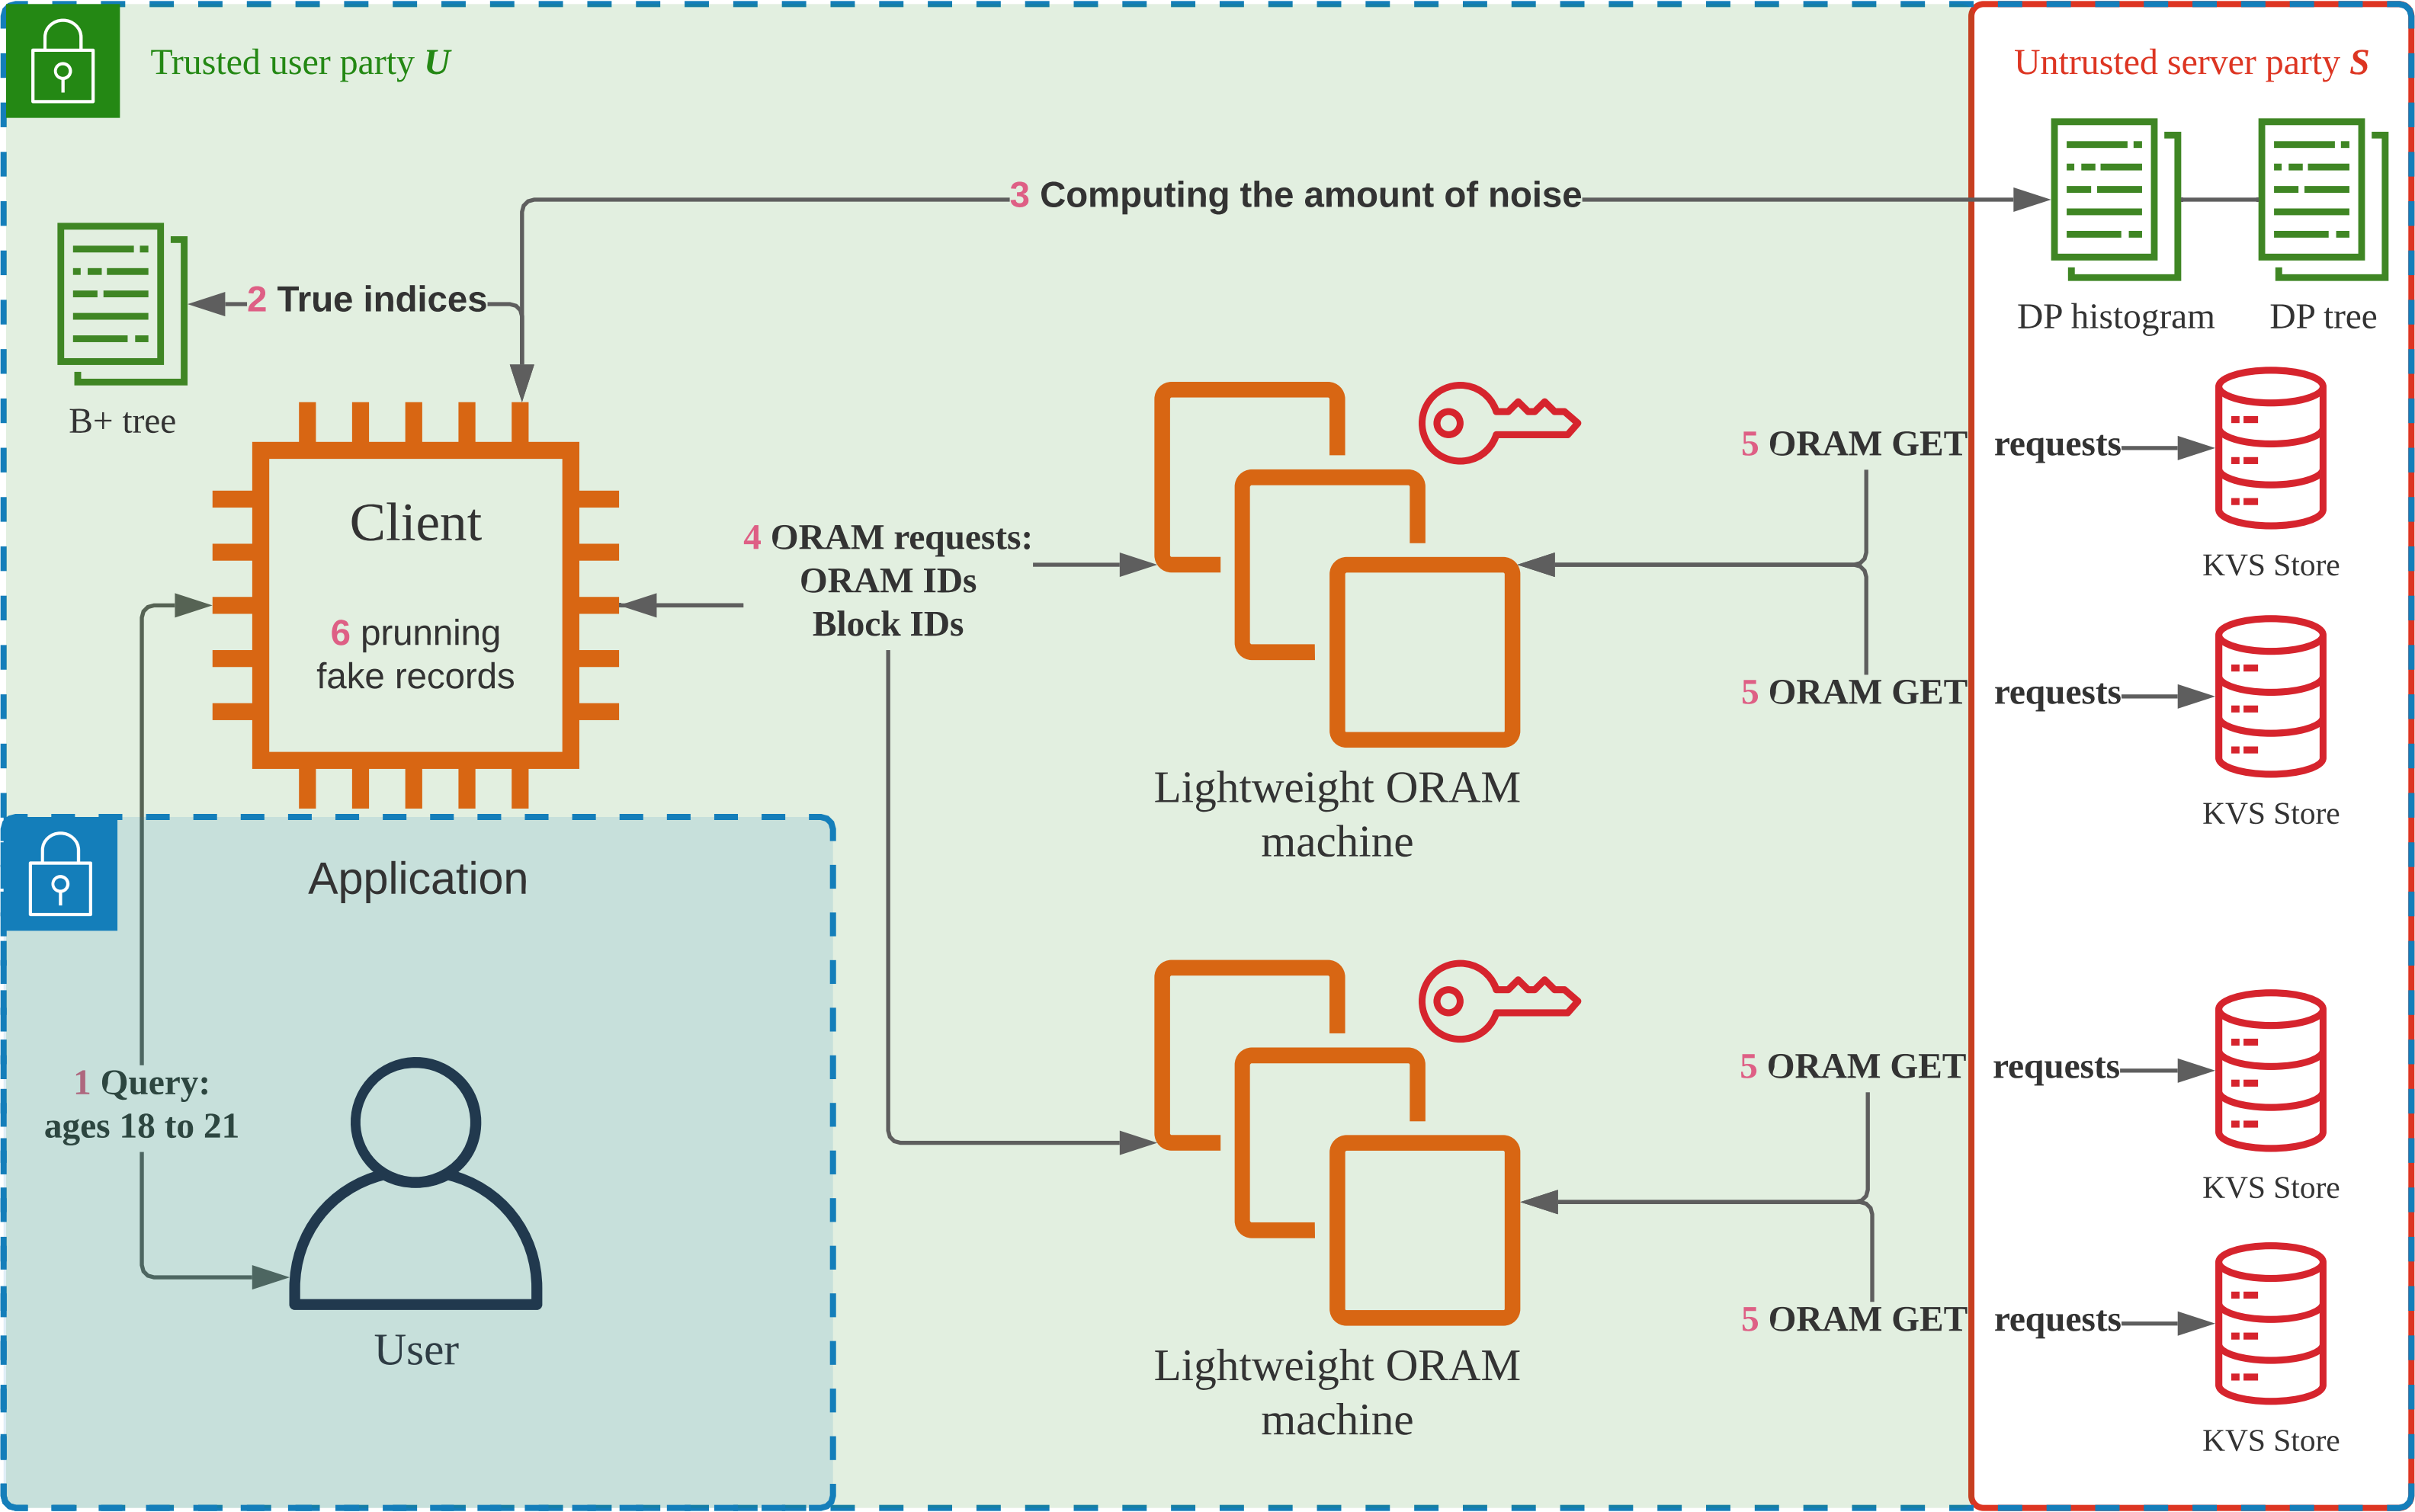 Trusted user party U
Untrusted server party S
3 Computing the amount of noise
2 True indices
DP histogram
DP tree
B+ tree
Client
6 prunning
fake records
4 ORAM requests:
ORAM IDs
Block IDs
5 ORAM GET requests
KVS Store
5 ORAM GET requests
KVS Store
Lightweight ORAM
machine
Application
1 Query:
ages 18 to 21
User
5 ORAM GET requests
KVS Store
5 ORAM GET requests
KVS Store
Lightweight ORAM
machine